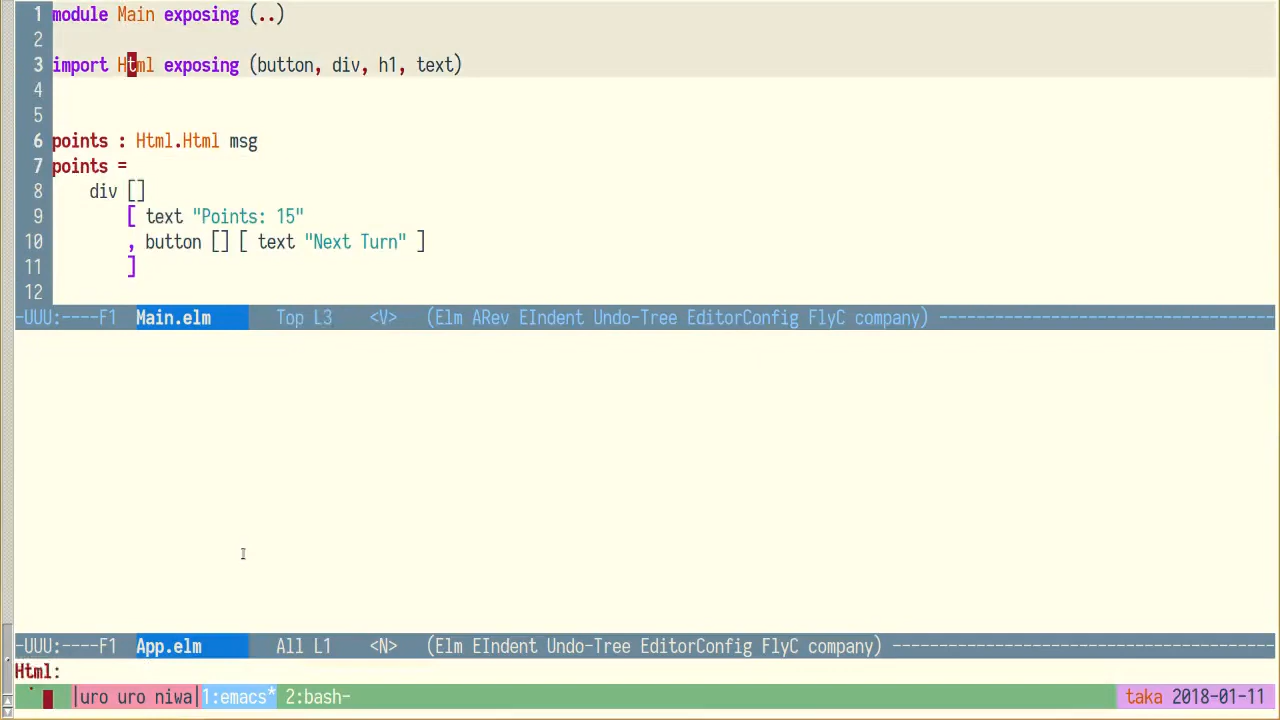 1 module Main exposing (..)
2
3 import Html exposing (button, div, h1, text)
4
5
6 points : Html.Html msg
7 points =
8     div []
9         [ text "Points: 15"
10         , button [] [ text "Next Turn" ]
11         ]
12
-UUU:----F1  Main.elm       Top L3    <V>   (Elm ARev EIndent Undo-Tree EditorConfig FlyC company) ------------------------------------
-UUU:----F1  App.elm        All L1    <N>   (Elm EIndent Undo-Tree EditorConfig FlyC company) -----------------------------------------
Html:
|uro uro niwa|1:emacs* 2:bash- taka 2018-01-11